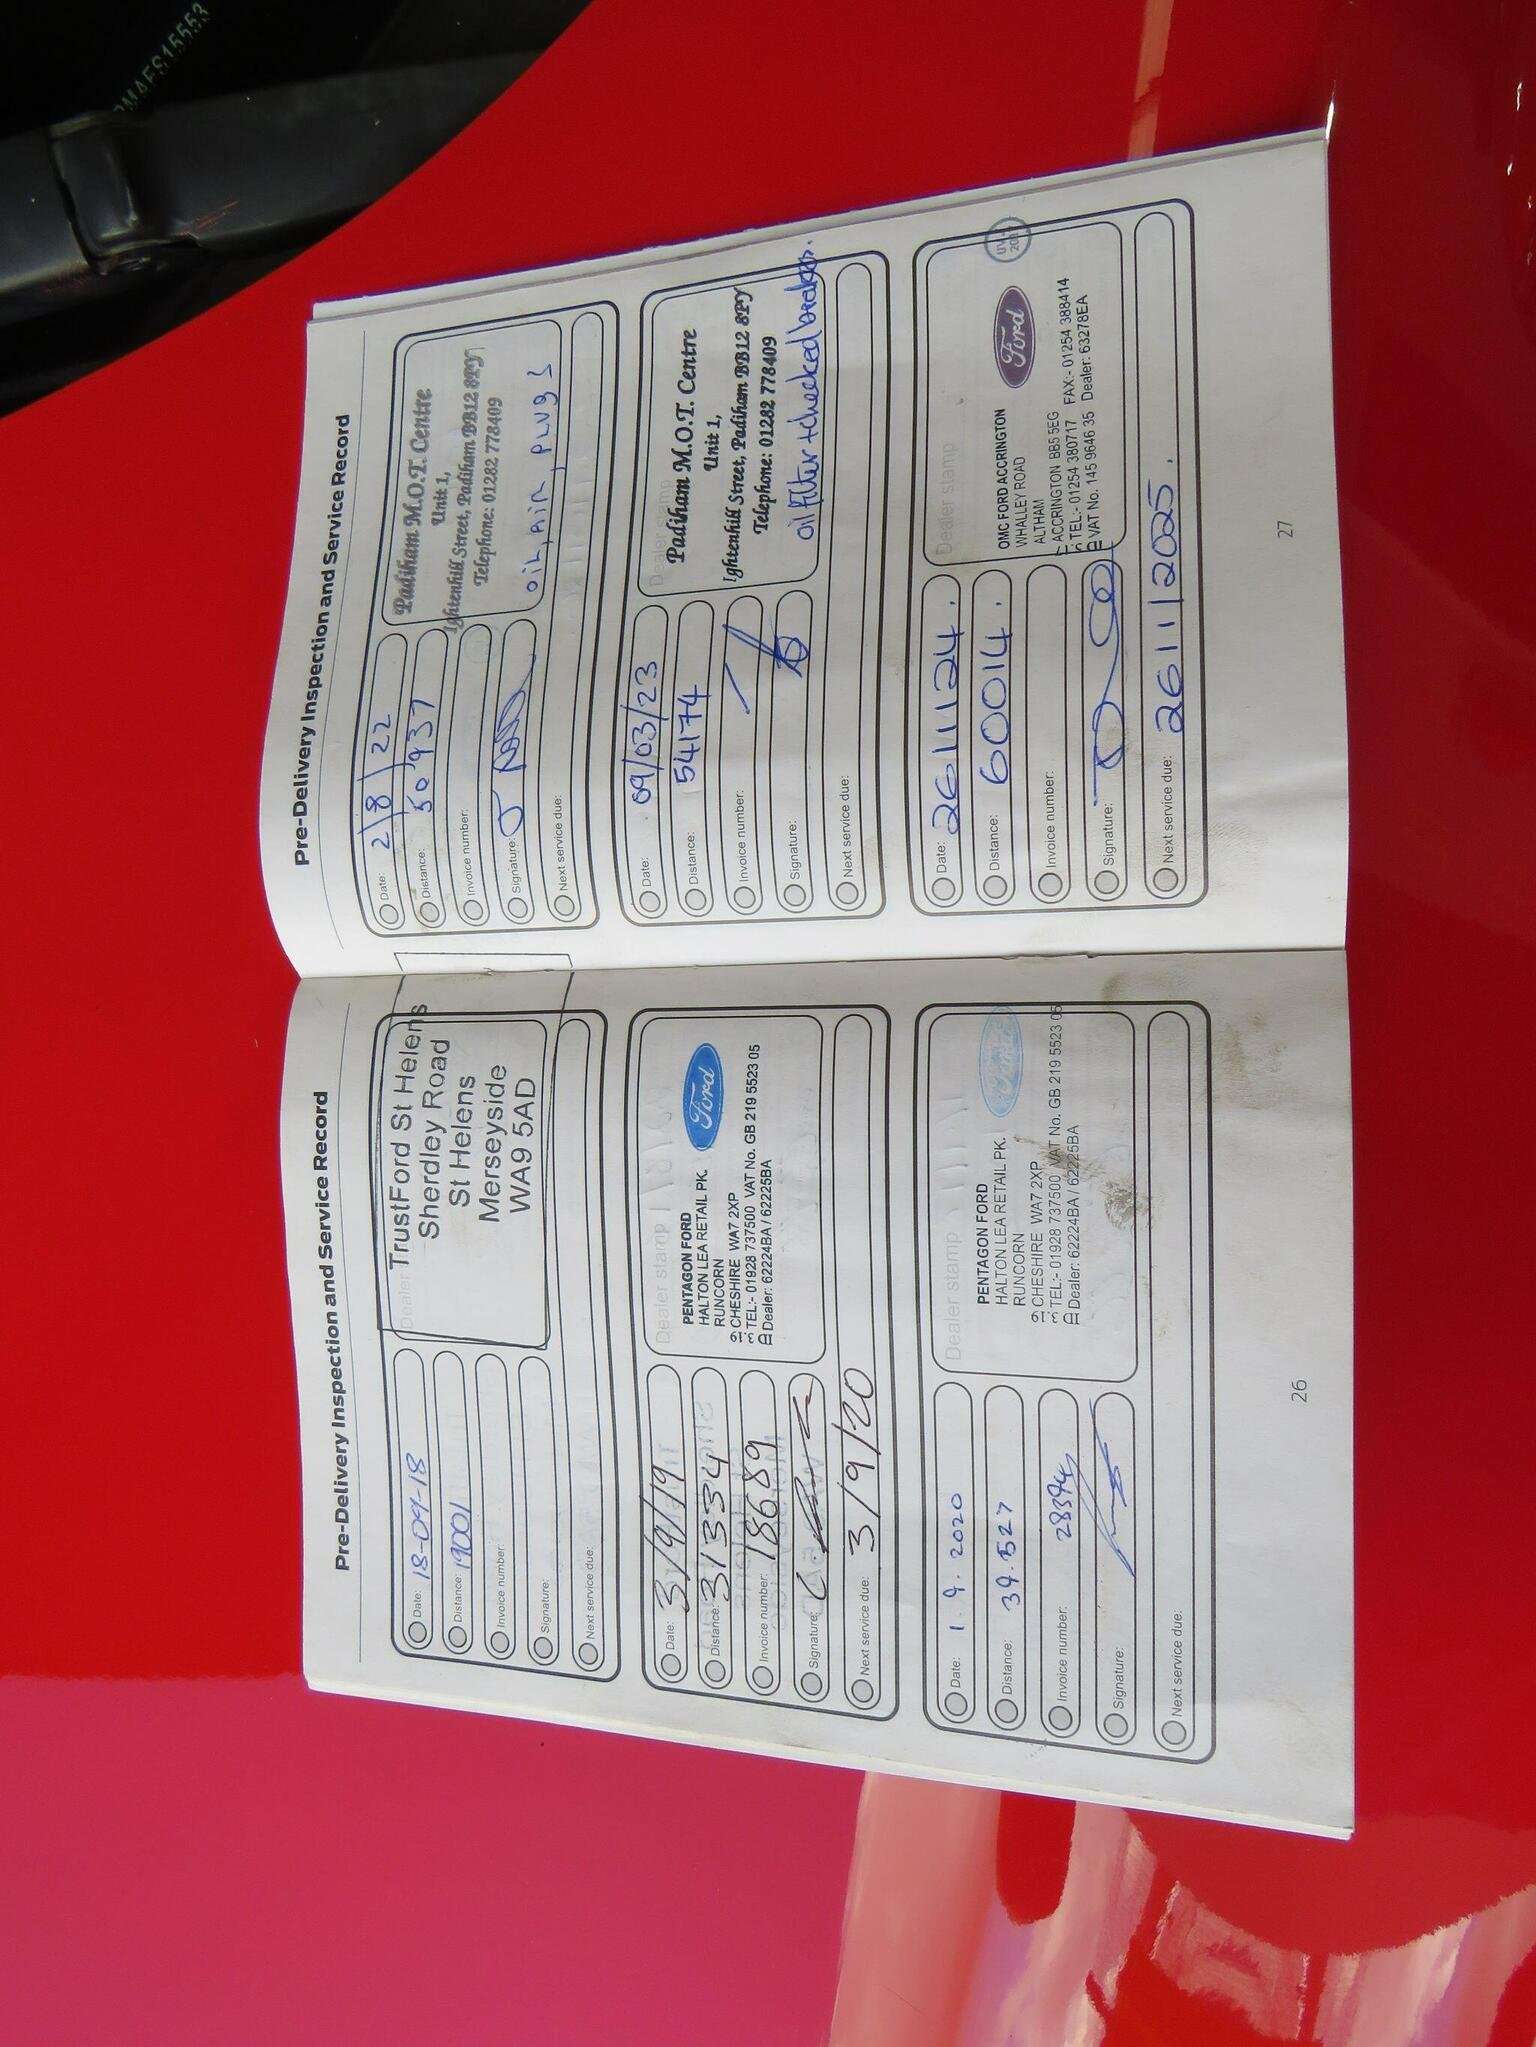 Pre-Delivery Inspection and Service Record
Date: 18-09-18
Distance: 19001
Invoice number:
Signature:
Next service due:
Dealer
TrustFord St Helens
Sherdley Road
St Helens
Merseyside
WA9 5AD
Date: 3/9/19
Distance: 31334
Invoice number: 18689
Signature:
Next service due: 3/9/20
Dealer stamp
Ford
PENTAGON FORD
HALTON LEA RETAIL PK.
RUNCORN
CHESHIRE WA7 2XP
TEL:- 01928 737500 VAT No. GB 219 5523 05
Dealer: 62224BA / 62225BA
Date: 1.9.2020
Distance: 39.527
Invoice number: 28394
Signature:
Next service due:
Dealer stamp
Ford
PENTAGON FORD
HALTON LEA RETAIL PK.
RUNCORN
CHESHIRE WA7 2XP
TEL:- 01928 737500 VAT No. GB 219 5523 05
Dealer: 62224BA / 62225BA
26
Pre-Delivery Inspection and Service Record
Date: 2/8/22
Distance: 50'937
Invoice number:
Signature:
Next service due:
Padiham M.O.T. Centre
Unit 1,
Ightenhill Street, Padiham BB12 8PY
Telephone: 01282 778409
OIL, AIR, PLUGS
Date: 09/03/23
Distance: 54174
Invoice number:
Signature:
Next service due:
Dealer stamp
Padiham M.O.T. Centre
Unit 1,
Ightenhill Street, Padiham BB12 8PY
Telephone: 01282 778409
oil filter + checked brakes.
Date: 26/11/24.
Distance: 60014.
Invoice number:
Signature:
Next service due: 26/11/2025.
Dealer stamp
Ford
OMC FORD ACCRINGTON
WHALLEY ROAD
ALTHAM
ACCRINGTON BB5 5EG
TEL:- 01254 380717 FAX:- 01254 388414
VAT No. 145 9646 35 Dealer: 63278EA
27